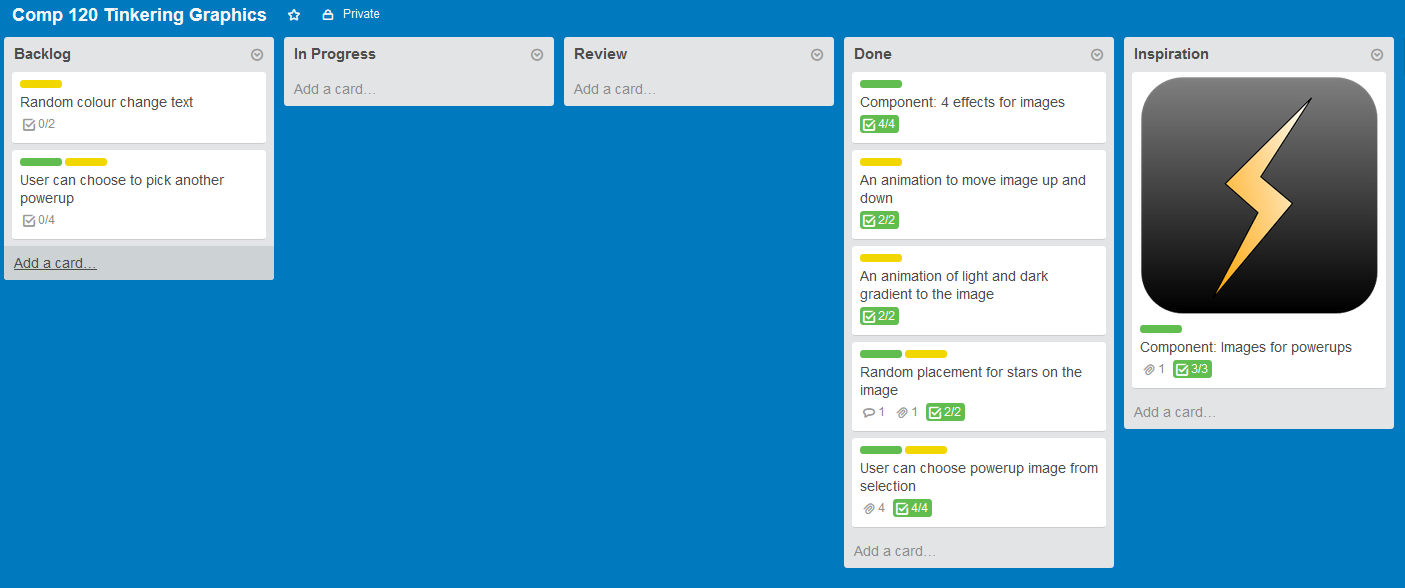 Comp 120 Tinkering Graphics
Private
Backlog
Random colour change text
0/2
User can choose to pick another
powerup
0/4
Add a card…
In Progress
Add a card…
Review
Add a card…
Done
Component: 4 effects for images
4/4
An animation to move image up and
down
2/2
An animation of light and dark
gradient to the image
2/2
Random placement for stars on the
image
1 1 2/2
User can choose powerup image from
selection
4 4/4
Add a card…
Inspiration
Component: Images for powerups
1 3/3
Add a card…